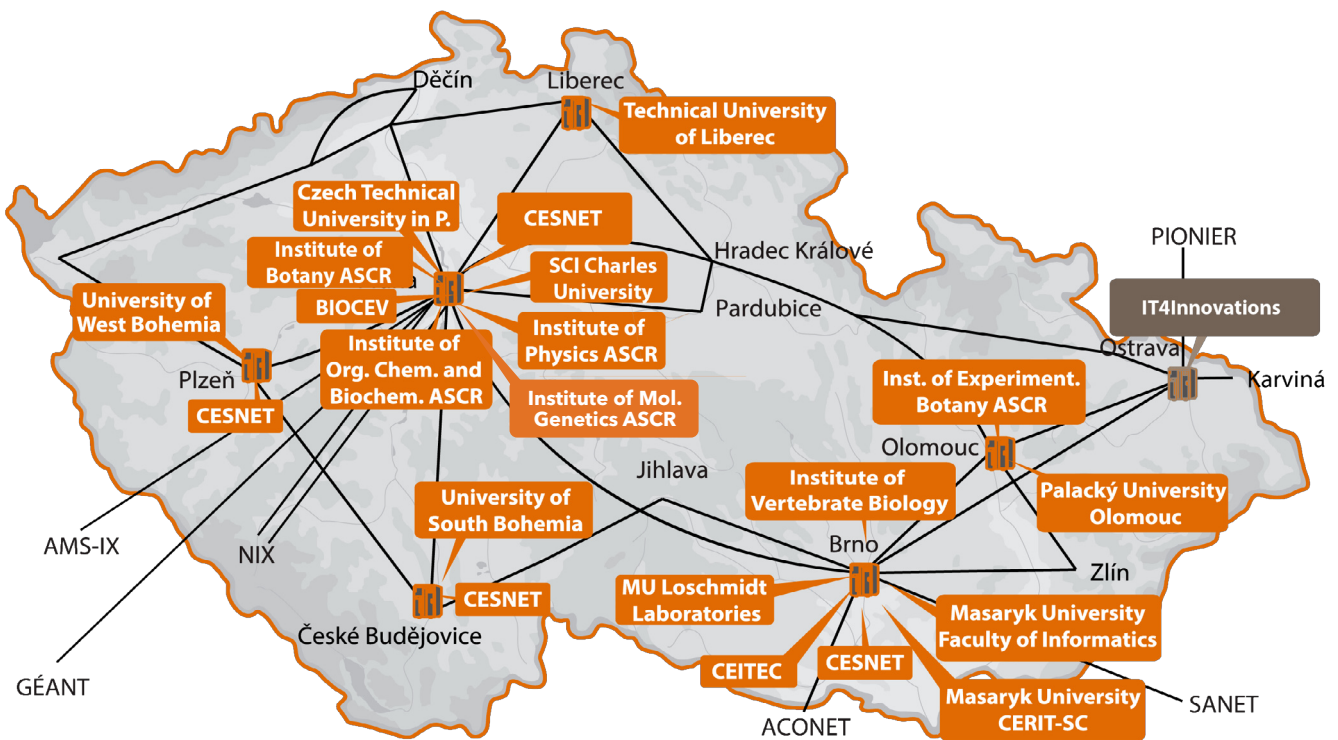 Děčín
Liberec
Technical University
of Liberec
Czech Technical
University in P.
CESNET
Institute of
Botany ASCR
a
SCI Charles
University
Hradec Králové
PIONIER
BIOCEV
University of
West Bohemia
Pardubice
IT4Innovations
Institute of
Physics ASCR
Institute of
Org. Chem. and
Biochem. ASCR
Ostrava
Plzeň
Karviná
Inst. of Experiment.
Botany ASCR
Institute of Mol.
Genetics ASCR
CESNET
Olomouc
Jihlava
Institute of
Vertebrate Biology
Palacký University
Olomouc
University of
South Bohemia
AMS-IX
NIX
Brno
Zlín
MU Loschmidt
Laboratories
CESNET
Masaryk University
Faculty of Informatics
České Budějovice
CEITEC
CESNET
GÉANT
Masaryk University
CERIT-SC
SANET
ACONET